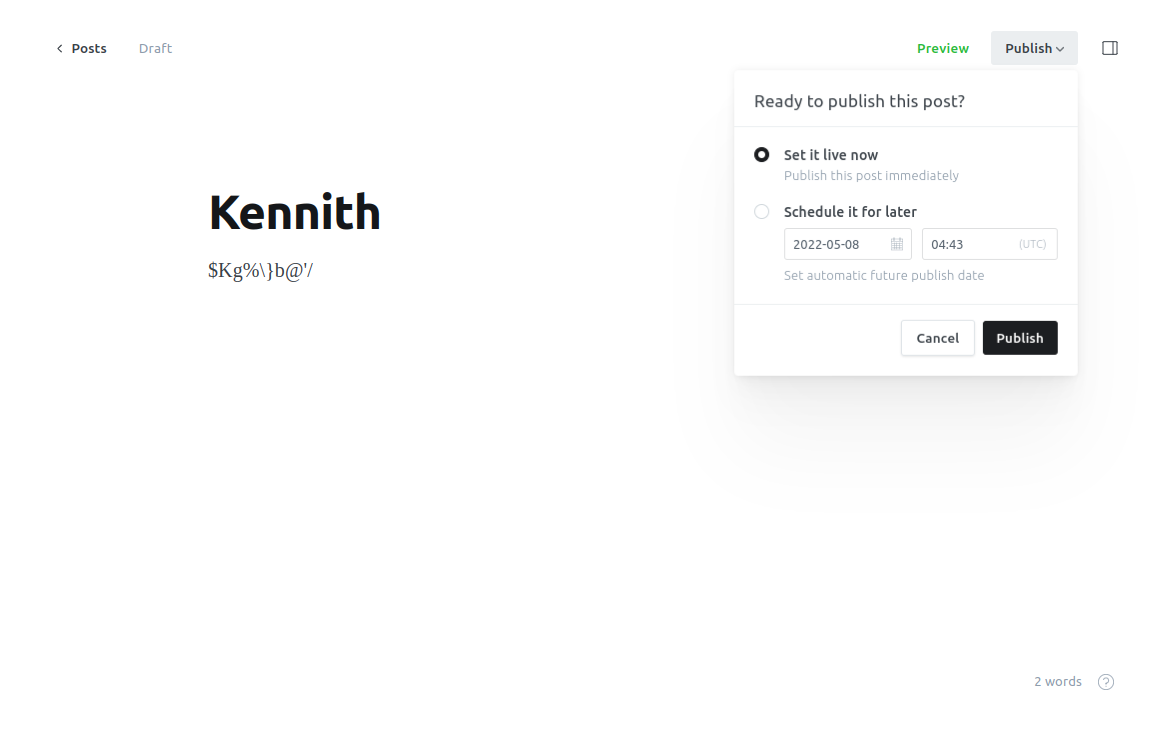 Posts Draft Preview Publish
Ready to publish this post?
Set it live now
Publish this post immediately
Schedule it for later
2022-05-08 04:43 (UTC)
Set automatic future publish date
Cancel Publish
Kennith
$Kg%\}b@'/
2 words